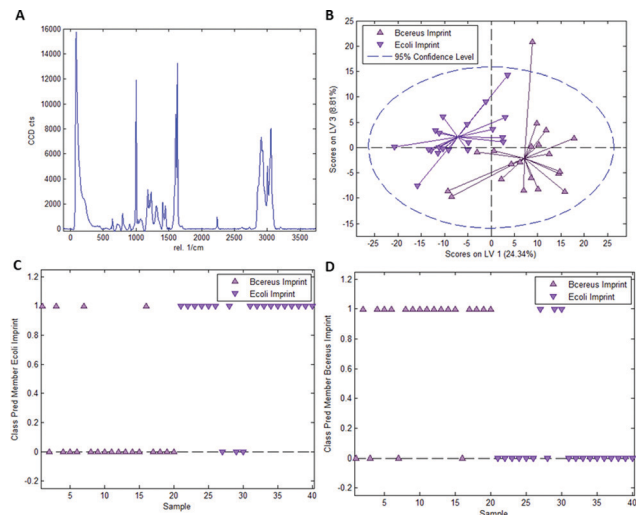 A
16000
14000
12000
10000
8000
6000
4000
2000
0
CCD cts
0 500 1000 1500 2000 2500 3000 3500
rel. 1/cm
B
Bcereus Imprint
Ecoli Imprint
95% Confidence Level
25
20
15
10
5
0
-5
-10
-15
Scores on LV 3 (8.81%)
-25 -20 -15 -10 -5 0 5 10 15 20 25
Scores on LV 1 (24.34%)
C
Bcereus Imprint
Ecoli Imprint
1.2
1
0.8
0.6
0.4
0.2
0
-0.2
Class Pred Member Ecoli Imprint
5 10 15 20 25 30 35 40
Sample
D
Bcereus Imprint
Ecoli Imprint
1.2
1
0.8
0.6
0.4
0.2
0
-0.2
Class Pred Member Bcereus Imprint
5 10 15 20 25 30 35 40
Sample